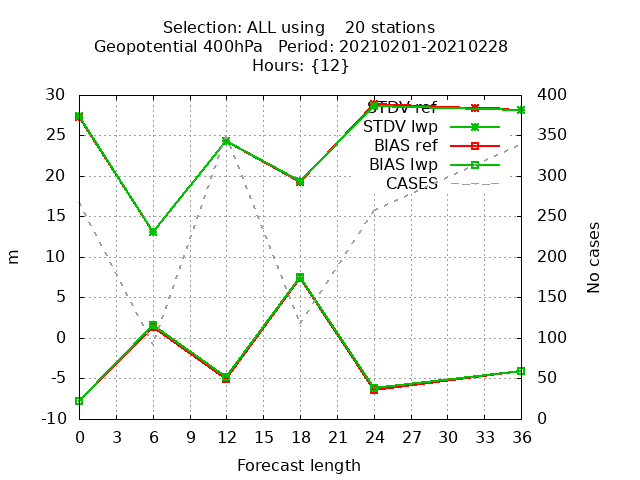 Selection: ALL using    20 stations
Geopotential 400hPa   Period: 20210201-20210228
Hours: {12}
STDV ref
STDV lwp
BIAS ref
BIAS lwp
CASES
30
25
20
15
10
5
0
-5
-10
m
400
350
300
250
200
150
100
50
0
No cases
0 3 6 9 12 15 18 21 24 27 30 33 36
Forecast length